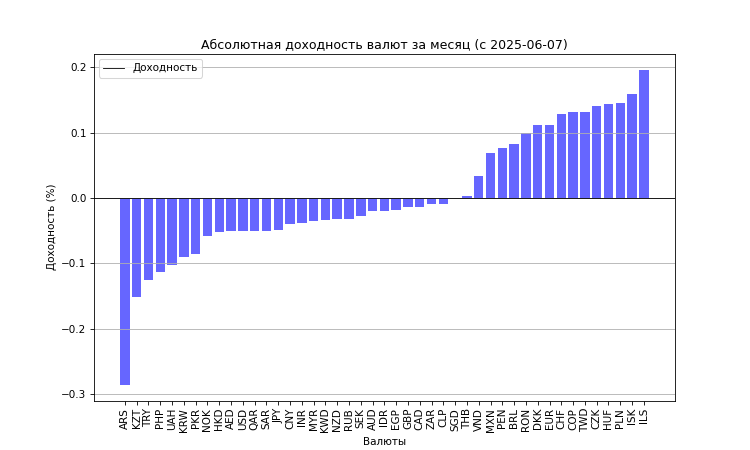 Абсолютная доходность валют за месяц (с 2025-06-07)
Доходность
Доходность (%)
0.2
0.1
0.0
−0.1
−0.2
−0.3
ARS KZT TRY PHP UAH KRW PKR NOK HKD AED USD QAR SAR JPY CNY INR MYR KWD NZD RUB SEK AUD IDR EGP GBP CAD ZAR CLP SGD THB VND MXN PEN BRL RON DKK EUR CHF COP TWD CZK HUF PLN ISK ILS
Валюты